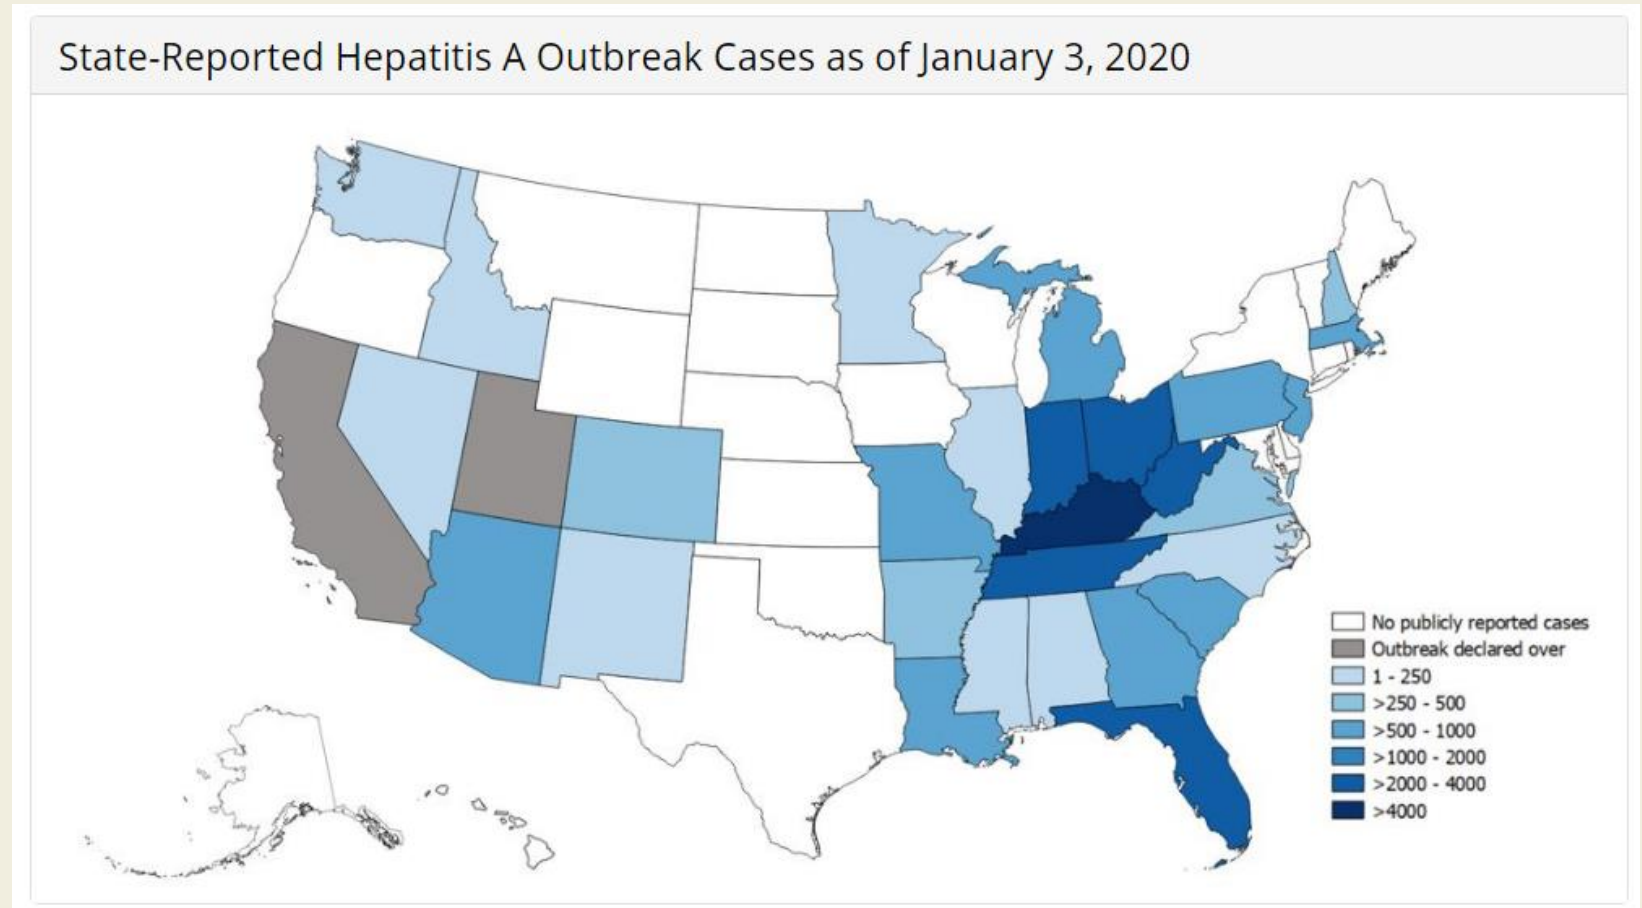 State-Reported Hepatitis A Outbreak Cases as of January 3, 2020
No publicly reported cases
Outbreak declared over
1 - 250
>250 - 500
>500 - 1000
>1000 - 2000
>2000 - 4000
>4000